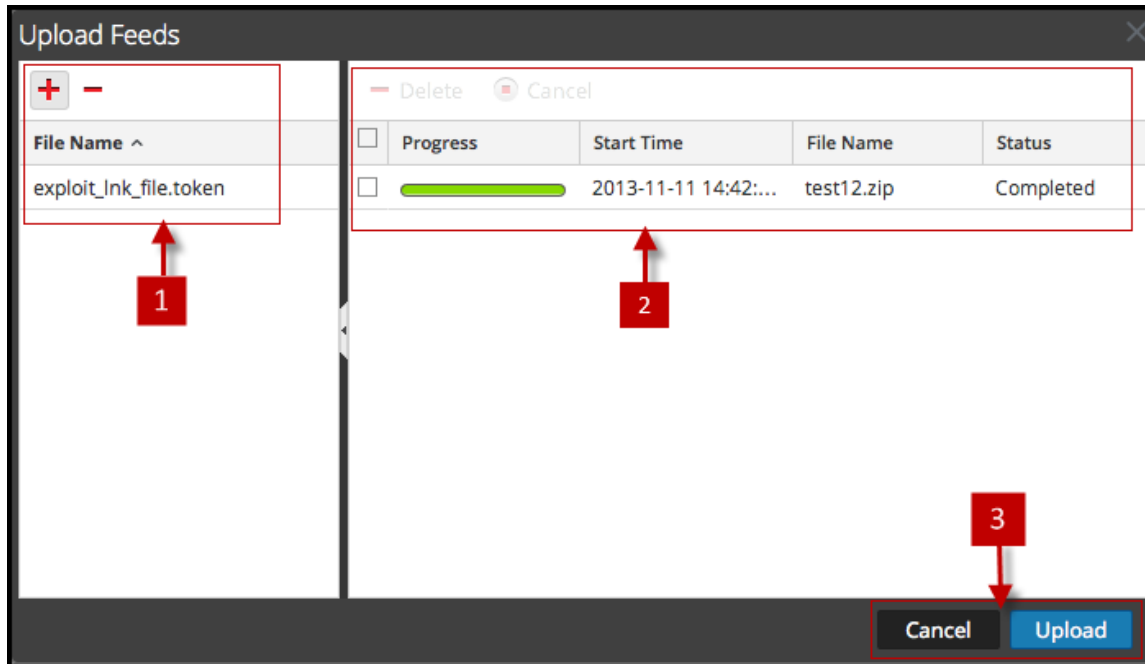 Upload Feeds
Delete Cancel
File Name Progress Start Time File Name Status
exploit_lnk_file.token 2013-11-11 14:42:... test12.zip Completed
1
2
3
Cancel Upload